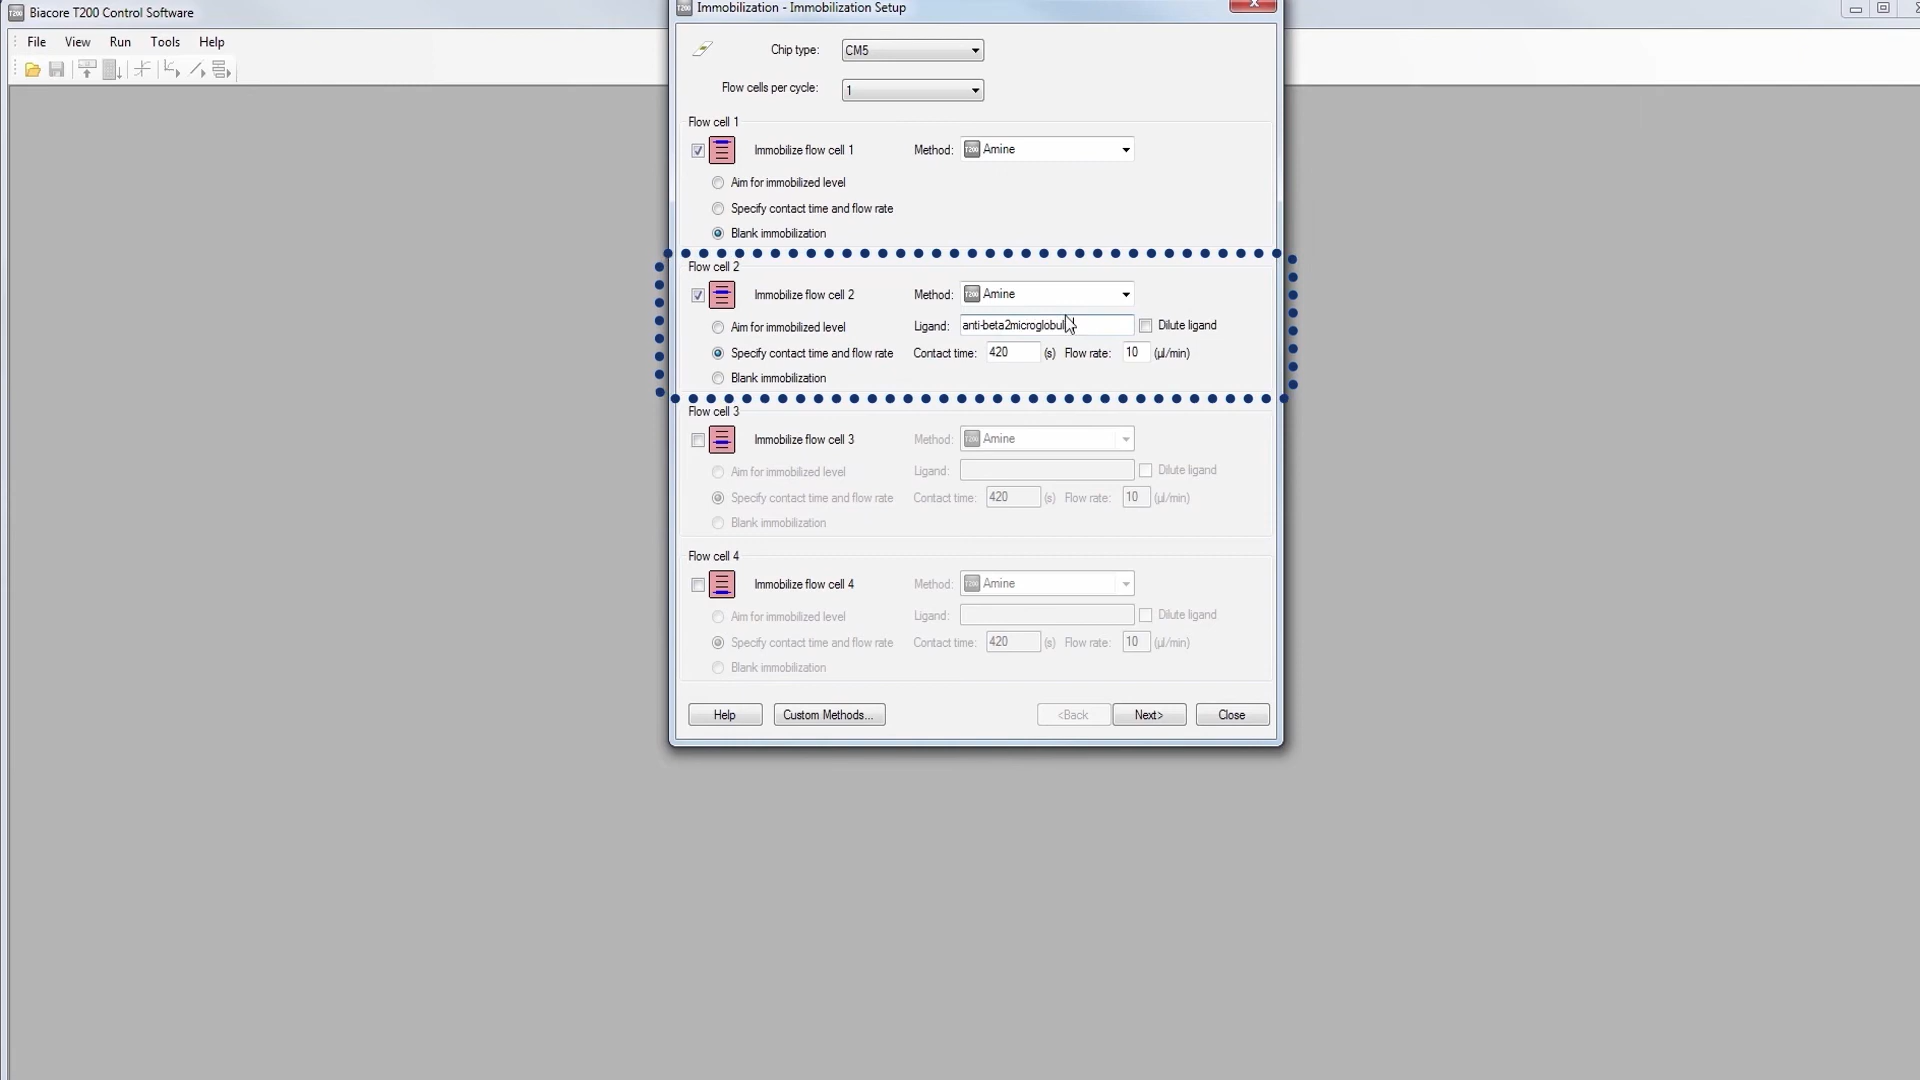 Biacore T200 Control Software
Immobilization - Immobilization Setup
File View Run Tools Help
Chip type: CM5
Flow cells per cycle: 1
Flow cell 1
Immobilize flow cell 1 Method: T200 Amine
Aim for immobilized level
Specify contact time and flow rate
Blank immobilization
Flow cell 2
Immobilize flow cell 2 Method: T200 Amine
Aim for immobilized level Ligand: Dilute ligand
Specify contact time and flow rate Contact time: 420 (s) Flow rate: 10 (µl/min)
Blank immobilization
Flow cell 3
Immobilize flow cell 3 Method: T200 Amine
Aim for immobilized level Ligand: Dilute ligand
Specify contact time and flow rate Contact time: 420 (s) Flow rate: 10 (µl/min)
Blank immobilization
Flow cell 4
Immobilize flow cell 4 Method: T200 Amine
Aim for immobilized level Ligand: Dilute ligand
Specify contact time and flow rate Contact time: 420 (s) Flow rate: 10 (µl/min)
Blank immobilization
Help Custom Methods... <Back Next> Close